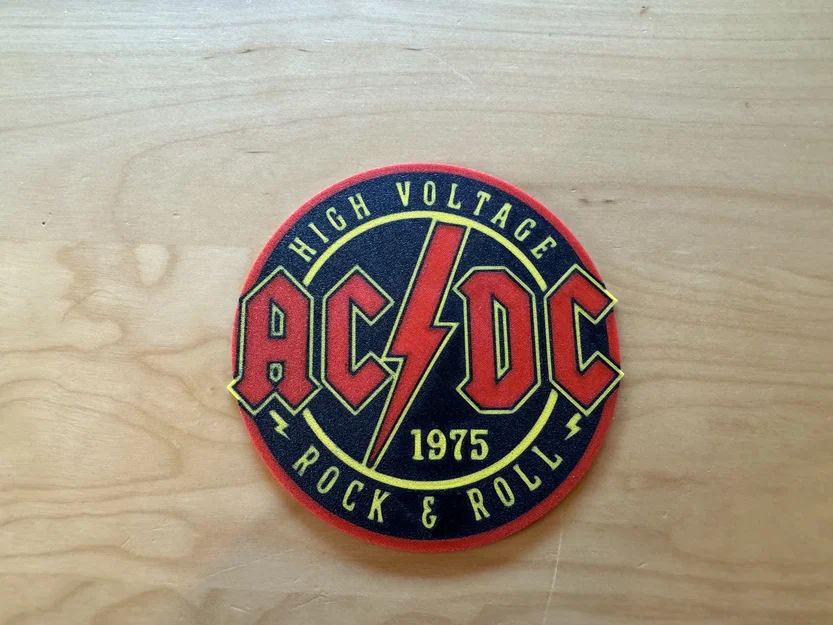 HIGH VOLTAGE
AC/DC
1975
ROCK & ROLL